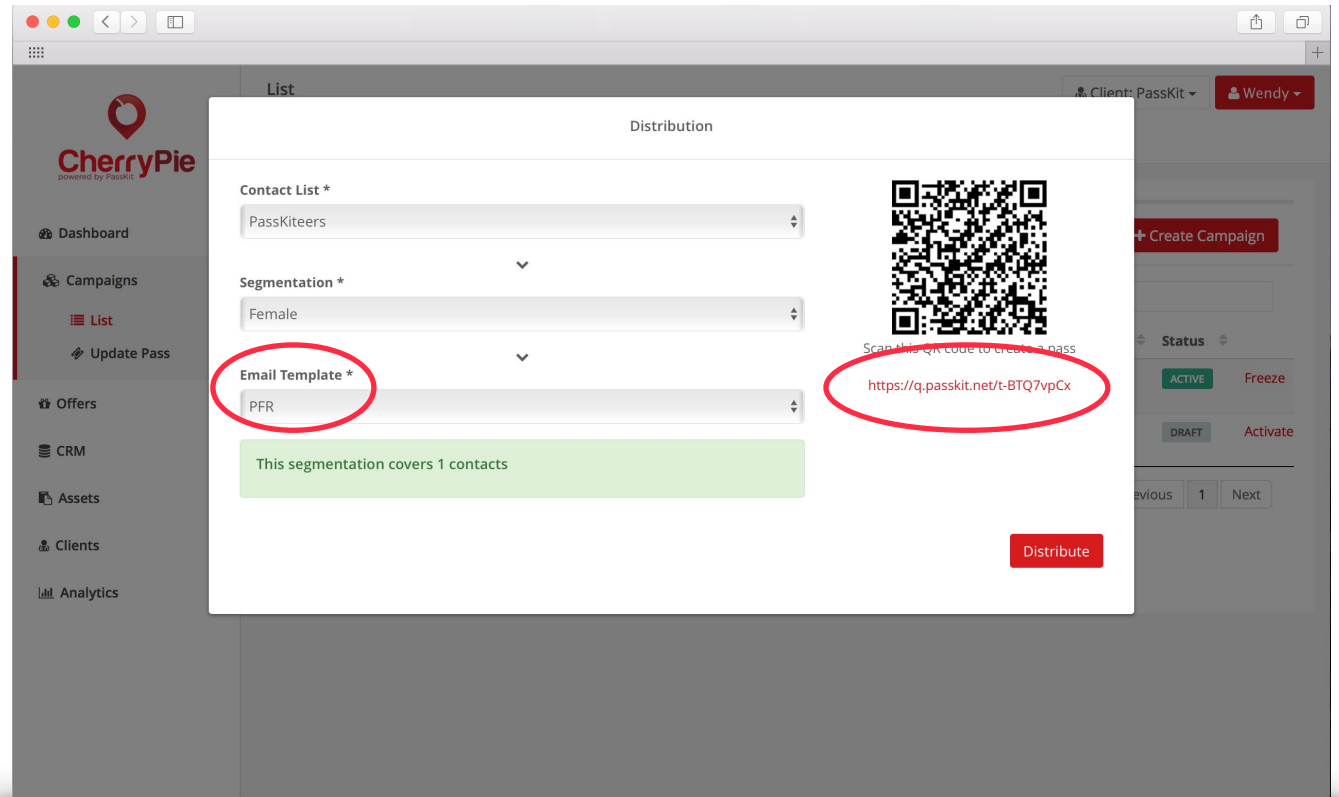 List
Client: PassKit
Wendy
CherryPie
powered by PassKit
Dashboard
Campaigns
List
Update Pass
Offers
CRM
Assets
Clients
Analytics
Distribution
Contact List *
PassKiteers
Segmentation *
Female
Email Template *
PFR
This segmentation covers 1 contacts
Scan this QR code to create a pass
https://q.passkit.net/t-BTQ7vpCx
Distribute
+ Create Campaign
Status
ACTIVE Freeze
DRAFT Activate
evious 1 Next